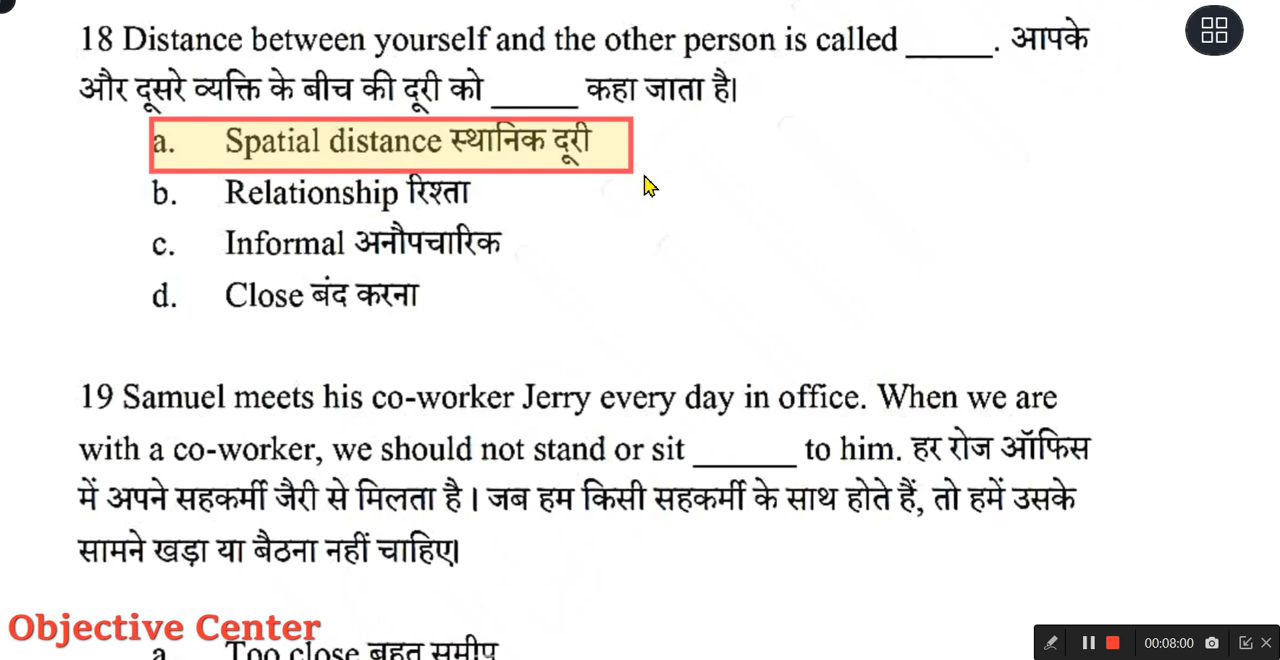 18 Distance between yourself and the other person is called ______. आपके
और दूसरे व्यक्ति के बीच की दूरी को ______ कहा जाता है।
a. Spatial distance स्थानिक दूरी
b. Relationship रिश्ता
c. Informal अनौपचारिक
d. Close बंद करना
19 Samuel meets his co-worker Jerry every day in office. When we are
with a co-worker, we should not stand or sit _______ to him. हर रोज ऑफिस
में अपने सहकर्मी जैरी से मिलता है। जब हम किसी सहकर्मी के साथ होते हैं, तो हमें उसके
सामने खड़ा या बैठना नहीं चाहिए।
Objective Center
a Too close बहुत समीप
00:08:00